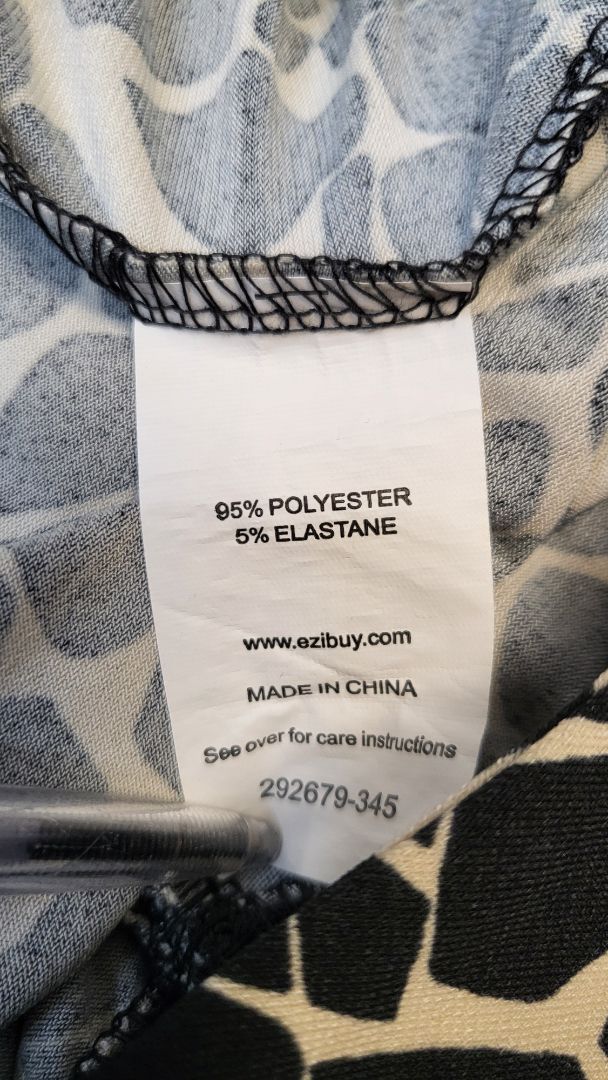 95% POLYESTER
5% ELASTANE
www.ezibuy.com
MADE IN CHINA
See over for care instructions
292679-345